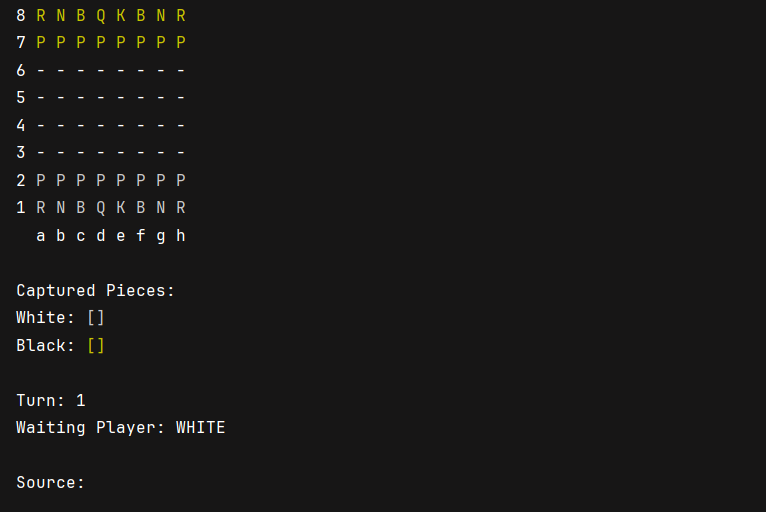 8 R N B Q K B N R
7 P P P P P P P P
6 - - - - - - - -
5 - - - - - - - -
4 - - - - - - - -
3 - - - - - - - -
2 P P P P P P P P
1 R N B Q K B N R
  a b c d e f g h
Captured Pieces:
White: []
Black: []
Turn: 1
Waiting Player: WHITE
Source: